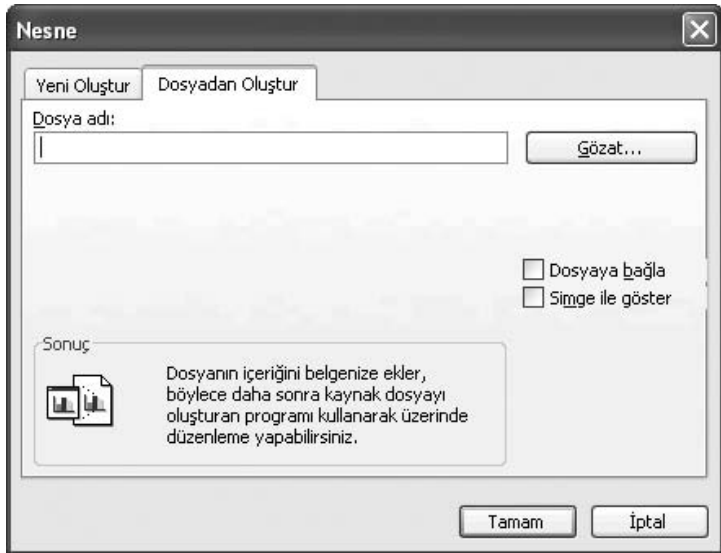 Nesne
Yeni Oluştur Dosyadan Oluştur
Dosya adı:
Gözat...
Dosyaya bağla
Simge ile göster
Sonuç
Dosyanın içeriğini belgenize ekler,
böylece daha sonra kaynak dosyayı
oluşturan programı kullanarak üzerinde
düzenleme yapabilirsiniz.
Tamam İptal